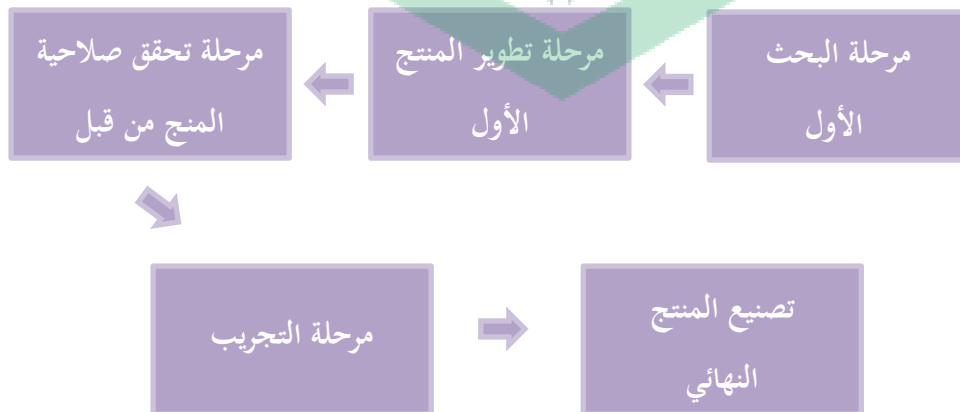 مرحلة البحث
الأول
مرحلة تطوير المنتج
الأول
مرحلة تحقق صلاحية
المنج من قبل
مرحلة التجريب
تصنيع المنتج
النهائي